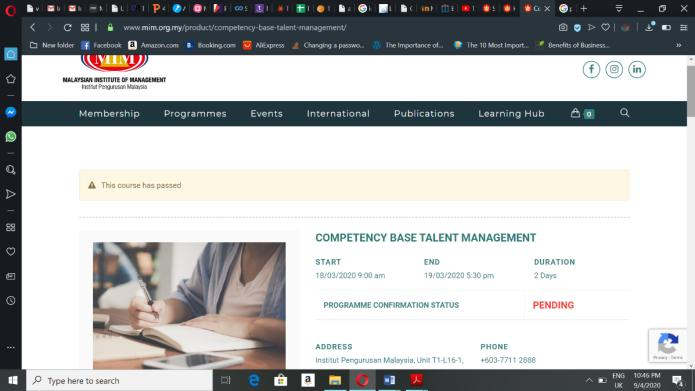 www.mim.org.my/product/competency-base-talent-management/
New folder Facebook Amazon.com Booking.com AliExpress Changing a passwo... The Importance of... The 10 Most Import... Benefits of Business...
MIM
MALAYSIAN INSTITUTE OF MANAGEMENT
Institut Pengurusan Malaysia
Membership Programmes Events International Publications Learning Hub 0
This course has passed
COMPETENCY BASE TALENT MANAGEMENT
START END DURATION
18/03/2020 9:00 am 19/03/2020 5:30 pm 2 Days
PROGRAMME CONFIRMATION STATUS PENDING
ADDRESS PHONE
Institut Pengurusan Malaysia, Unit T1-L16-1, +603-7711 2888
Privacy - Terms
Type here to search
ENG 10:46 PM
UK 9/4/2020